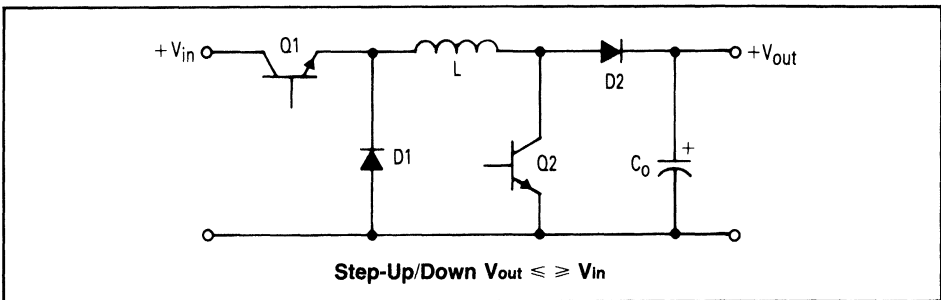 +Vin
Q1
L
D2
+Vout
D1
Q2
Co
+
Step-Up/Down Vout ≤ ≥ Vin